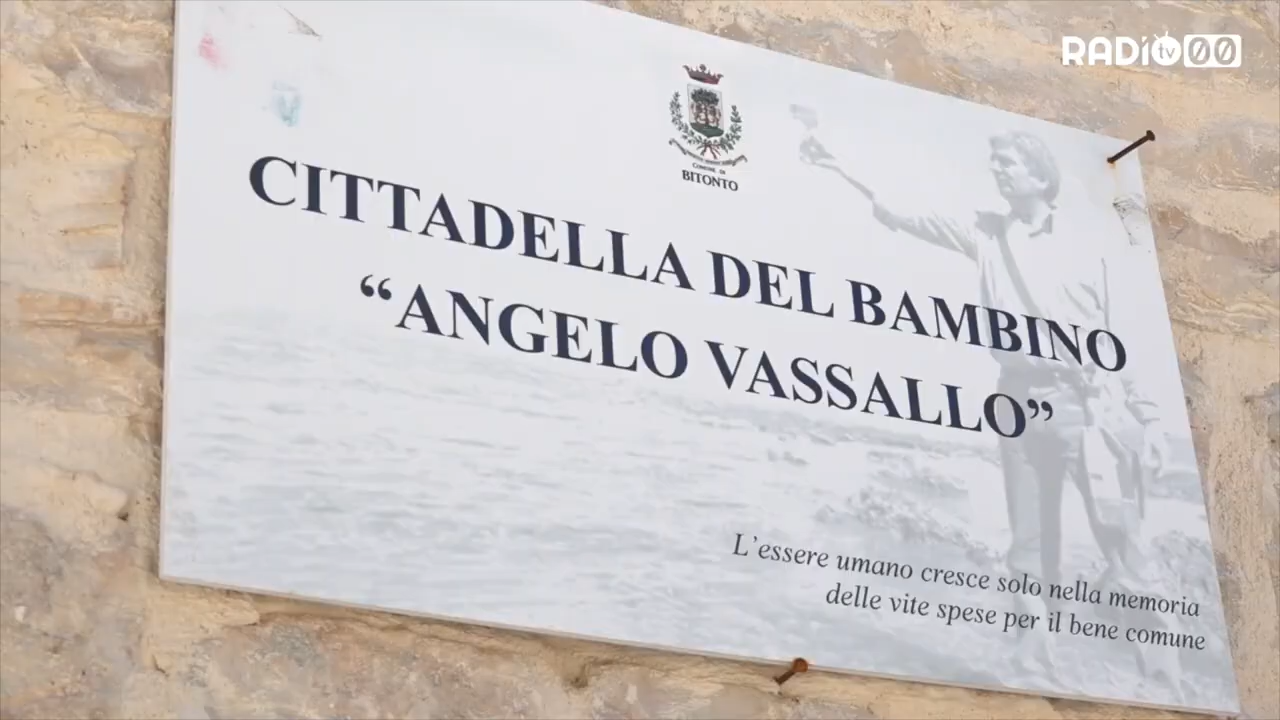 RADIO tv 00
COMUNE DI
BITONTO
CITTADELLA DEL BAMBINO
“ANGELO VASSALLO”
L’essere umano cresce solo nella memoria
delle vite spese per il bene comune